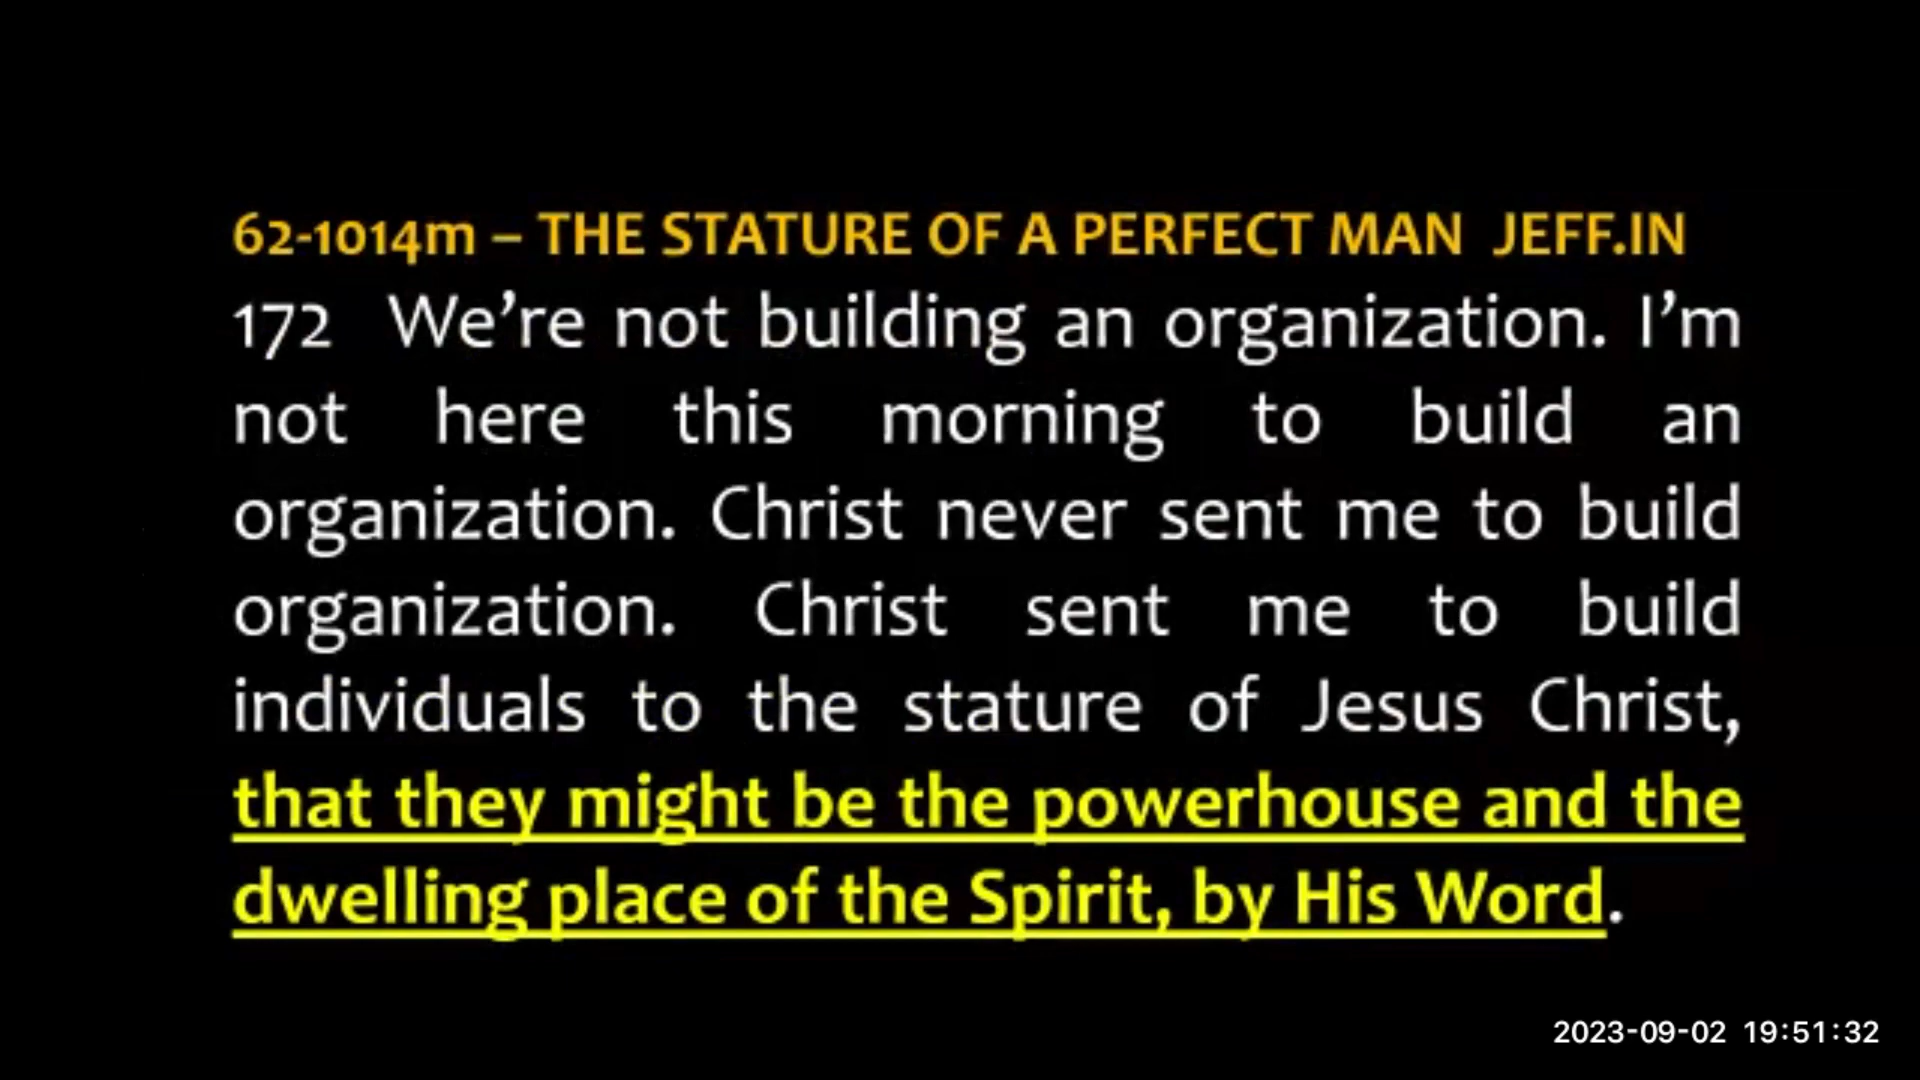 62-1014m – THE STATURE OF A PERFECT MAN JEFF.IN
172 We’re not building an organization. I’m
not here this morning to build an
organization. Christ never sent me to build
organization. Christ sent me to build
individuals to the stature of Jesus Christ,
that they might be the powerhouse and the
dwelling place of the Spirit, by His Word.
2023-09-02 19:51:32